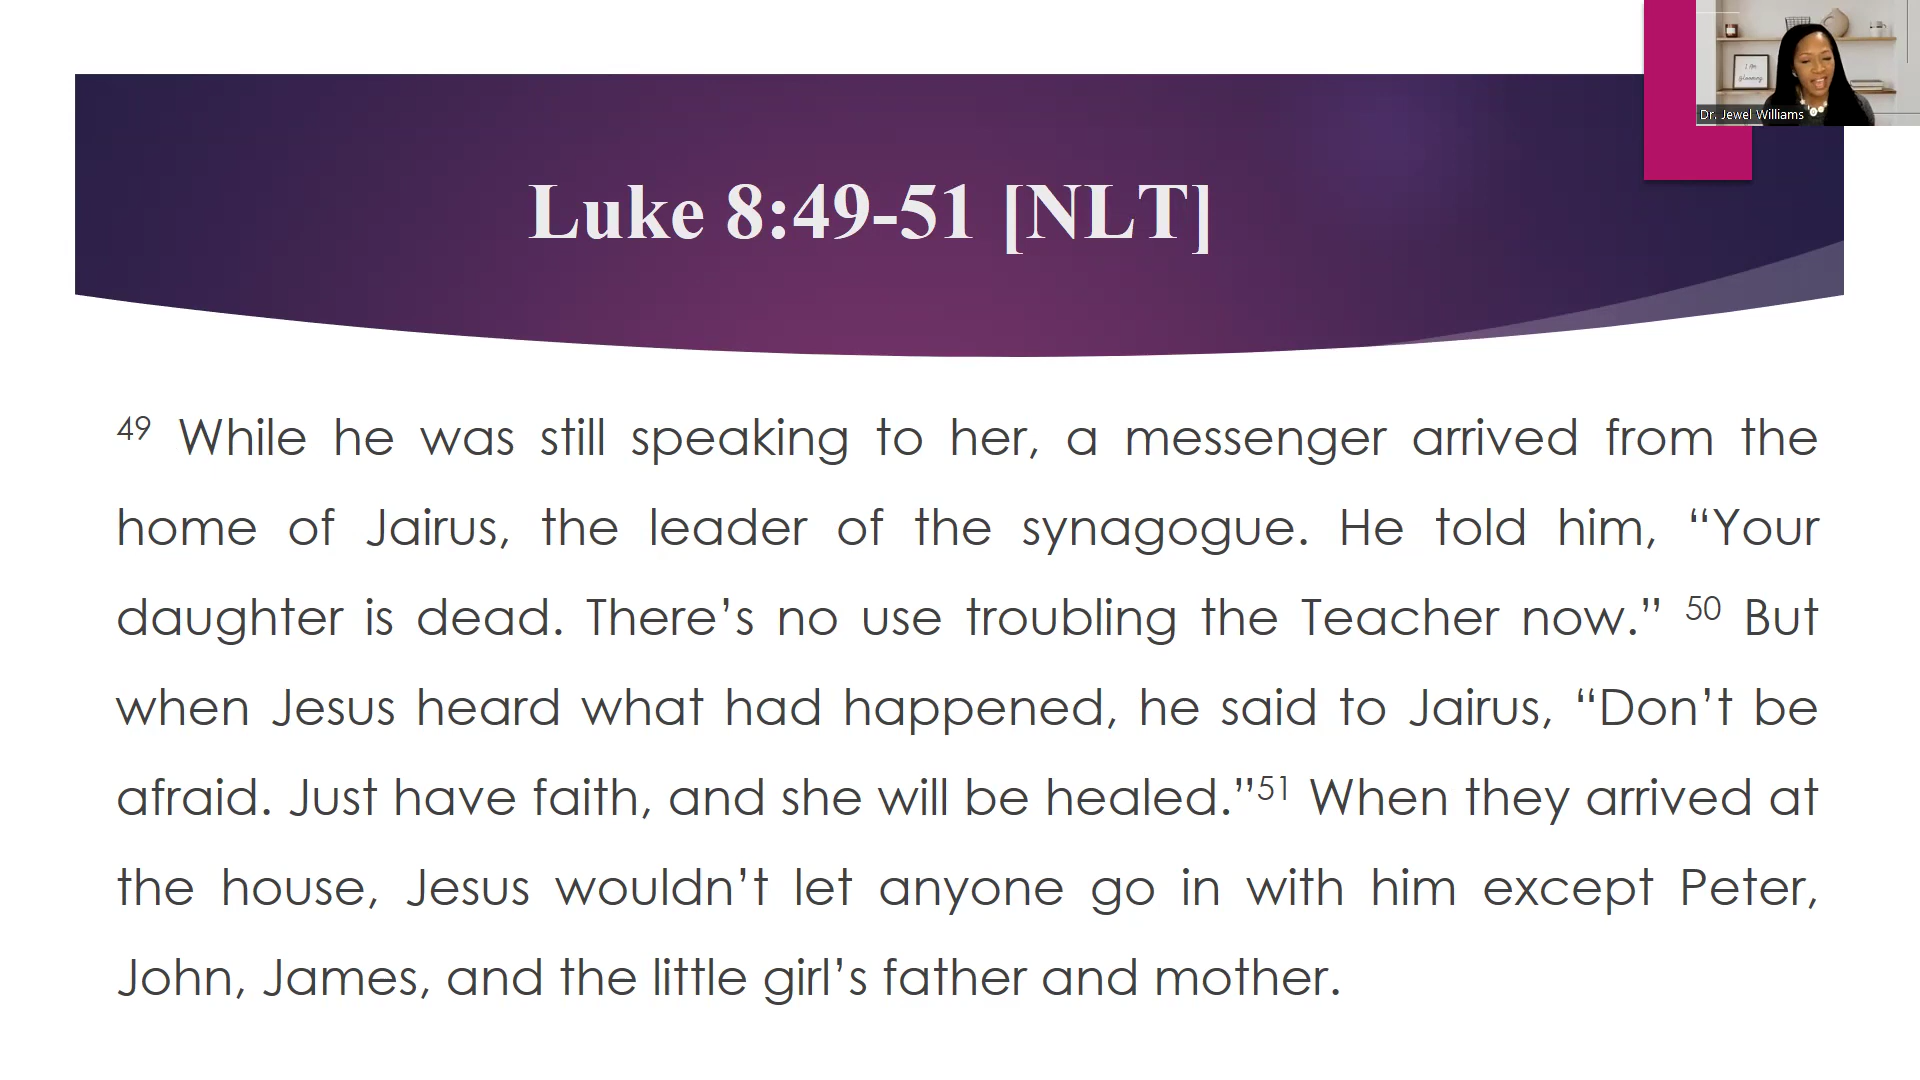 Luke 8:49-51 [NLT]
I Am
Glowing
Dr. Jewel Williams
49 While he was still speaking to her, a messenger arrived from the
home of Jairus, the leader of the synagogue. He told him, “Your
daughter is dead. There’s no use troubling the Teacher now.” 50 But
when Jesus heard what had happened, he said to Jairus, “Don’t be
afraid. Just have faith, and she will be healed.”51 When they arrived at
the house, Jesus wouldn’t let anyone go in with him except Peter,
John, James, and the little girl’s father and mother.